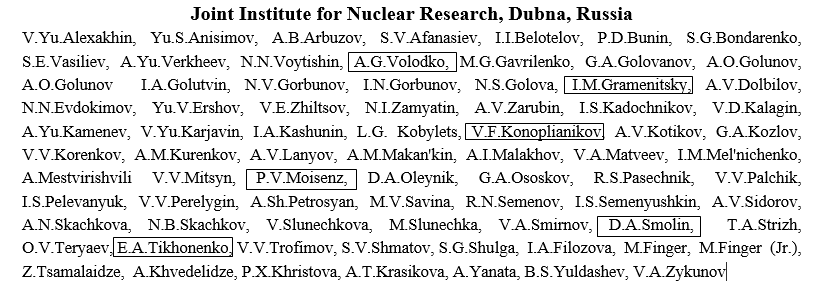 Joint Institute for Nuclear Research, Dubna, Russia
V.Yu.Alexakhin, Yu.S.Anisimov, A.B.Arbuzov, S.V.Afanasiev, I.I.Belotelov, P.D.Bunin, S.G.Bondarenko,
S.E.Vasiliev, A.Yu.Verkheev, N.N.Voytishin, A.G.Volodko, M.G.Gavrilenko, G.A.Golovanov, A.O.Golunov,
A.O.Golunov I.A.Golutvin, N.V.Gorbunov, I.N.Gorbunov, N.S.Golova, I.M.Gramenitsky, A.V.Dolbilov,
N.N.Evdokimov, Yu.V.Ershov, V.E.Zhiltsov, N.I.Zamyatin, A.V.Zarubin, I.S.Kadochnikov, V.D.Kalagin,
A.Yu.Kamenev, V.Yu.Karjavin, I.A.Kashunin, L.G. Kobylets, V.F.Konoplianikov, A.V.Kotikov, G.A.Kozlov,
V.V.Korenkov, A.M.Kurenkov, A.V.Lanyov, A.M.Makan'kin, A.I.Malakhov, V.A.Matveev, I.M.Mel'nichenko,
A.Mestvirishvili V.V.Mitsyn, P.V.Moisenz, D.A.Oleynik, G.A.Ososkov, R.S.Pasechnik, V.V.Palchik,
I.S.Pelevanyuk, V.V.Perelygin, A.Sh.Petrosyan, M.V.Savina, R.N.Semenov, I.S.Semenyushkin, A.V.Sidorov,
A.N.Skachkova, N.B.Skachkov, V.Slunechkova, M.Slunechka, V.A.Smirnov, D.A.Smolin, T.A.Strizh,
O.V.Teryaev, E.A.Tikhonenko, V.V.Trofimov, S.V.Shmatov, S.G.Shulga, I.A.Filozova, M.Finger, M.Finger (Jr.),
Z.Tsamalaidze, A.Khvedelidze, P.X.Khristova, A.T.Krasikova, A.Yanata, B.S.Yuldashev, V.A.Zykunov